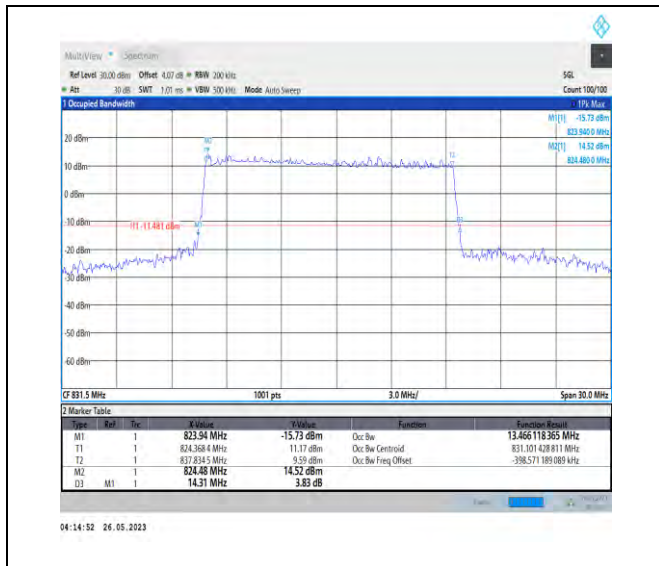 MultiView Spectrum
Ref Level 30.00 dBm Offset 4.07 dB RBW 200 kHz SGL
Att 30 dB SWT 1.01 ms VBW 500 kHz Mode Auto Sweep Count 100/100
1 Occupied Bandwidth 1Pk Max
M1[1] -15.73 dBm
823.940 0 MHz
M2[1] 14.52 dBm
824.480 0 MHz
20 dBm
10 dBm
0 dBm
-10 dBm
H1 -11.481 dBm
-20 dBm
-30 dBm
-40 dBm
-50 dBm
-60 dBm
M2
T2
M1
D3
CF 831.5 MHz 1001 pts 3.0 MHz/ Span 30.0 MHz
2 Marker Table
Type Ref Trc X-Value Y-Value Function Function Result
M1 1 823.94 MHz -15.73 dBm Occ Bw 13.466 118 365 MHz
T1 1 824.368 4 MHz 11.17 dBm Occ Bw Centroid 831.101 428 811 MHz
T2 1 837.834 5 MHz 9.59 dBm Occ Bw Freq Offset -398.571 189 089 kHz
M2 1 824.48 MHz 14.52 dBm
D3 M1 1 14.31 MHz 3.83 dB
04:14:52 26.05.2023